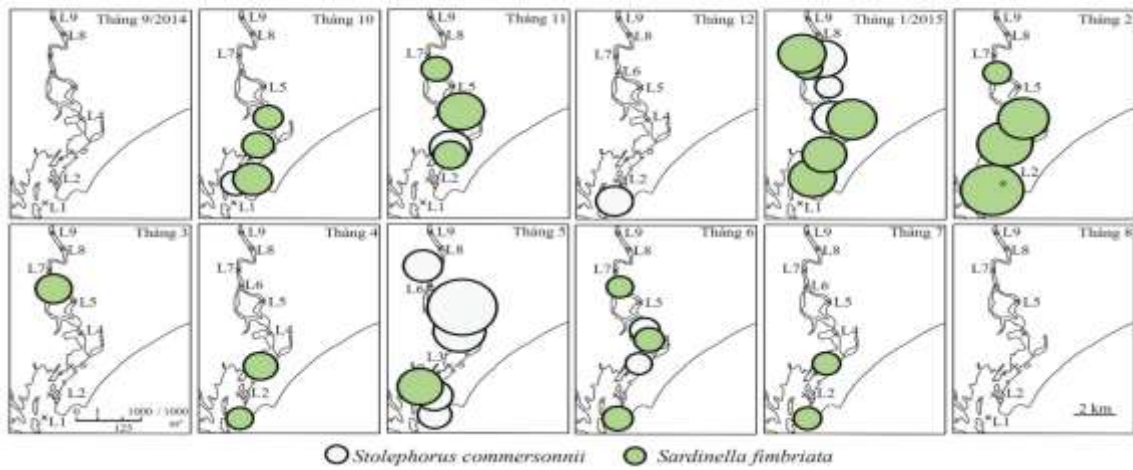 Tháng 9/2014
L9
L8
L7
L5
L4
L2
L1
Tháng 10
L9
L8
L7
L5
L1
Tháng 11
L9
L8
L7
L5
L2
L1
Tháng 12
L9
L8
L7
L6
L5
L4
L2
Tháng 1/2015
L9
L8
L1
Tháng 2
L9
L8
L7
L5
L2
Tháng 3
L9
L8
L7
L5
L4
L2
L1
0
125
1000 / 1000 m³
Tháng 4
L9
L8
L7
L6
L5
L4
L2
Tháng 5
L9
L8
L6
L3
Tháng 6
L9
L8
L7
L5
L2
Tháng 7
L9
L8
L7
L6
L5
L4
L2
Tháng 8
L9
L8
L7
L5
L4
L2
L1
2 km
Stolephorus commersonnii
Sardinella fimbriata